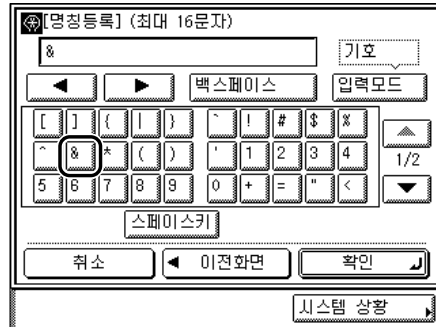 [명칭등록] (최대 16문자)
& 기호
백스페이스 입력모드
[ ] { | } ` ! # $ %
^ & * ( ) ' 1 2 3 4 1/2
5 6 7 8 9 0 + = " <
스페이스키
취소 ◀ 이전화면 확인
시스템 상황